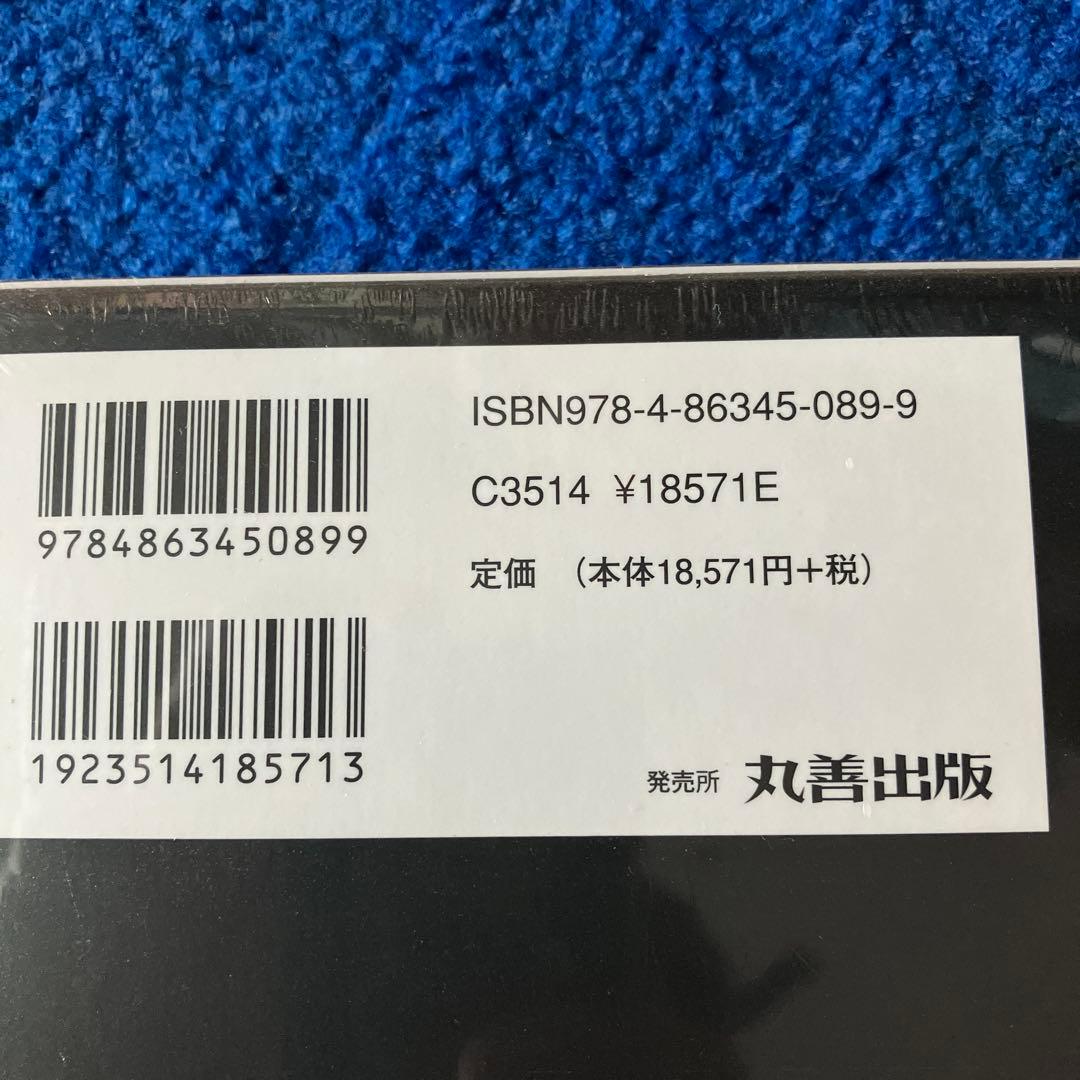 9784863450899
1923514185713
ISBN978-4-86345-089-9
C3514 ¥18571E
定価 （本体18,571円＋税）
発売所 丸善出版